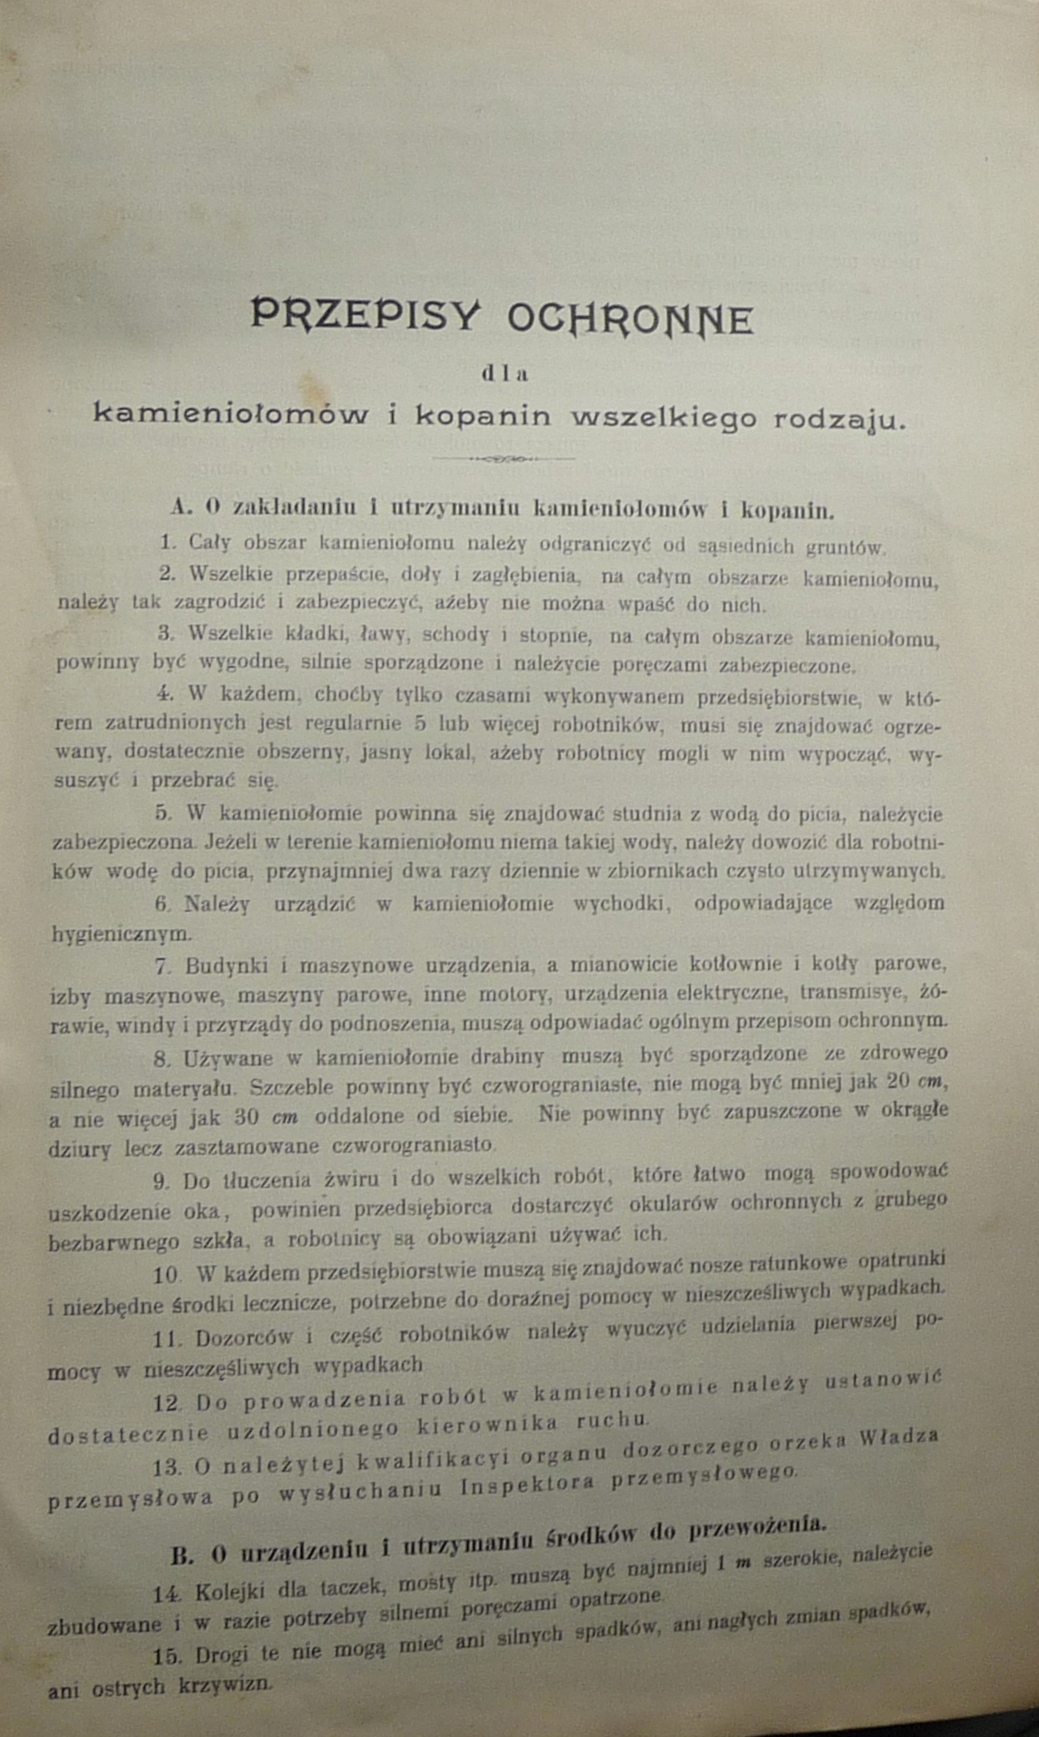 PRZEPISY OCHRONNE
dla
kamieniołomów i kopanin wszelkiego rodzaju.
A. O zakładaniu i utrzymaniu kamieniołomów i kopanin.
1. Cały obszar kamieniołomu należy odgraniczyć od sąsiednich gruntów.
2. Wszelkie przepaście, doły i zagłębienia, na całym obszarze kamieniołomu,
należy tak zagrodzić i zabezpieczyć, aźeby nie można wpaść do nich.
3. Wszelkie kładki, ławy, schody i stopnie, na całym obszarze kamieniołomu,
powinny być wygodne, silnie sporządzone i należycie poręczami zabezpieczone.
4. W każdem, choćby tylko czasami wykonywanem przedsiębiorstwie, w któ-
rem zatrudnionych jest regularnie 5 lub więcej robotników, musi się znajdować ogrze-
wany, dostatecznie obszerny, jasny lokal, ażeby robotnicy mogli w nim wypocząć, wy-
suszyć i przebrać się.
5. W kamieniołomie powinna się znajdować studnia z wodą do picia, należycie
zabezpieczona. Jeżeli w terenie kamieniołomu niema takiej wody, należy dowozić dla robotni-
ków wodę do picia, przynajmniej dwa razy dziennie w zbiornikach czysto utrzymywanych.
6. Należy urządzić w kamieniołomie wychodki, odpowiadające względom
hygienicznym.
7. Budynki i maszynowe urządzenia, a mianowicie kotłownie i kotły parowe,
izby maszynowe, maszyny parowe, inne motory, urządzenia elektryczne, transmisye, żó-
rawie, windy i przyrządy do podnoszenia, muszą odpowiadać ogólnym przepisom ochronnym.
8. Używane w kamieniołomie drabiny muszą być sporządzone ze zdrowego
silnego materyału. Szczeble powinny być czworograniaste, nie mogą być mniej jak 20 cm,
a nie więcej jak 30 cm oddalone od siebie. Nie powinny być zapuszczone w okrągłe
dziury lecz zasztamowane czworograniasto.
9. Do tłuczenia żwiru i do wszelkich robót, które łatwo mogą spowodować
uszkodzenie oka, powinien przedsiębiorca dostarczyć okularów ochronnych z grubego
bezbarwnego szkła, a robotnicy są obowiązani używać ich.
10. W każdem przedsiębiorstwie muszą się znajdować nosze ratunkowe opatrunki
i niezbędne środki lecznicze, potrzebne do doraźnej pomocy w nieszcześliwych wypadkach.
11. Dozorców i część robotników należy wyuczyć udzielania pierwszej po-
mocy w nieszczęśliwych wypadkach
12. Do prowadzenia robót w kamieniołomie należy ustanowić
dostatecznie uzdolnionego kierownika ruchu.
13. O należytej kwalifikacyi organu dozorczego orzeka Władza
przemysłowa po wysłuchaniu Inspektora przemysłowego.
B. O urządzeniu i utrzymaniu środków do przewożenia.
14. Kolejki dla taczek, mosty itp. muszą być najmniej 1 m szerokie, należycie
zbudowane i w razie potrzeby silnemi poręczami opatrzone.
15. Drogi te nie mogą mieć ani silnych spadków, ani nagłych zmian spadków,
ani ostrych krzywizn.